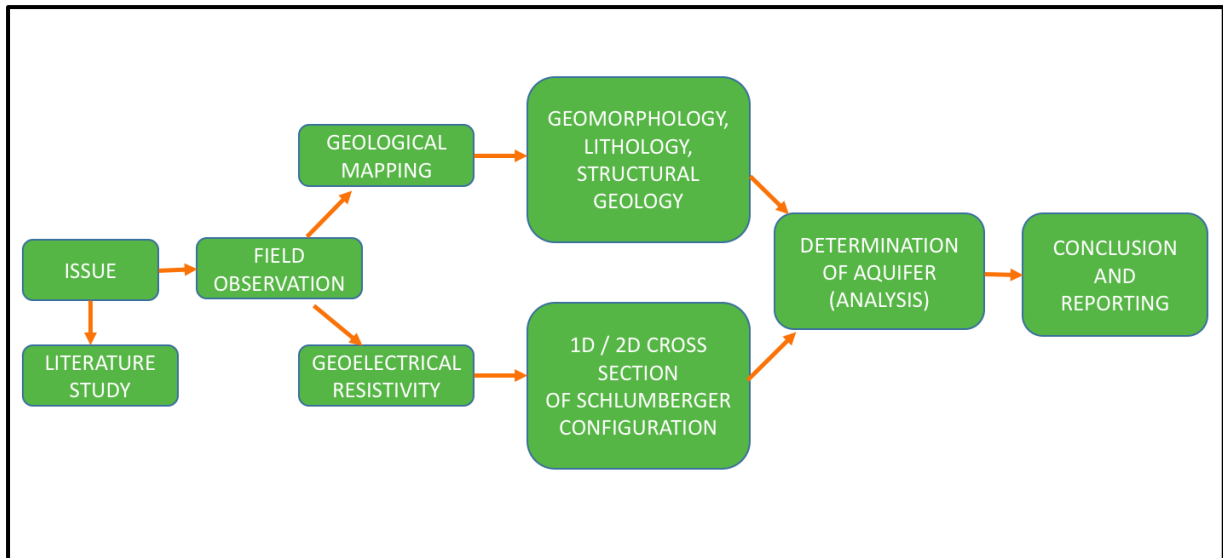 ISSUE
LITERATURE
STUDY
FIELD
OBSERVATION
GEOLOGICAL
MAPPING
GEOELECTRICAL
RESISTIVITY
GEOMORPHOLOGY,
LITHOLOGY,
STRUCTURAL
GEOLOGY
1D / 2D CROSS
SECTION
OF SCHLUMBERGER
CONFIGURATION
DETERMINATION
OF AQUIFER
(ANALYSIS)
CONCLUSION
AND
REPORTING